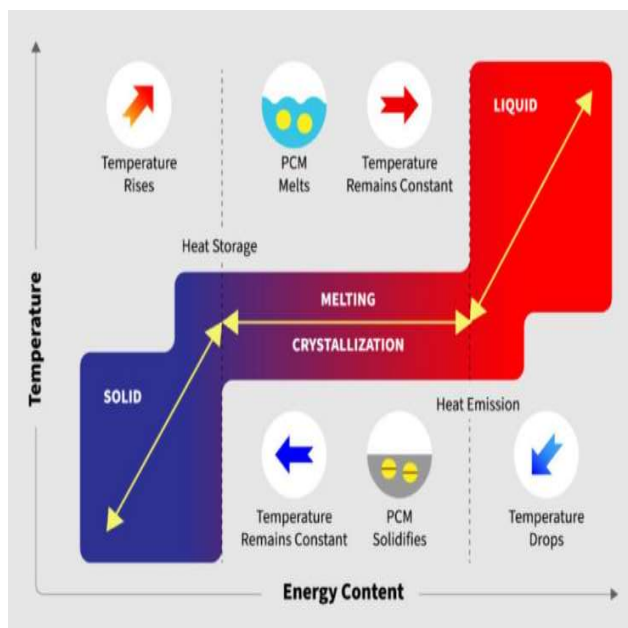 LIQUID
Temperature
Rises
PCM
Melts
Temperature
Remains Constant
Heat Storage
MELTING
CRYSTALLIZATION
SOLID
Heat Emission
Temperature
Remains Constant
PCM
Solidifies
Temperature
Drops
Temperature
Energy Content